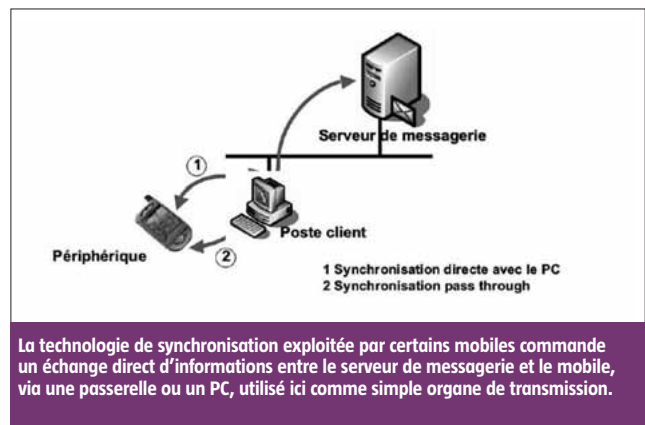 Serveur de messagerie
1
Poste client
Périphérique
2
1 Synchronisation directe avec le PC
2 Synchronisation pass through
La technologie de synchronisation exploitée par certains mobiles commande
un échange direct d'informations entre le serveur de messagerie et le mobile,
via une passerelle ou un PC, utilisé ici comme simple organe de transmission.